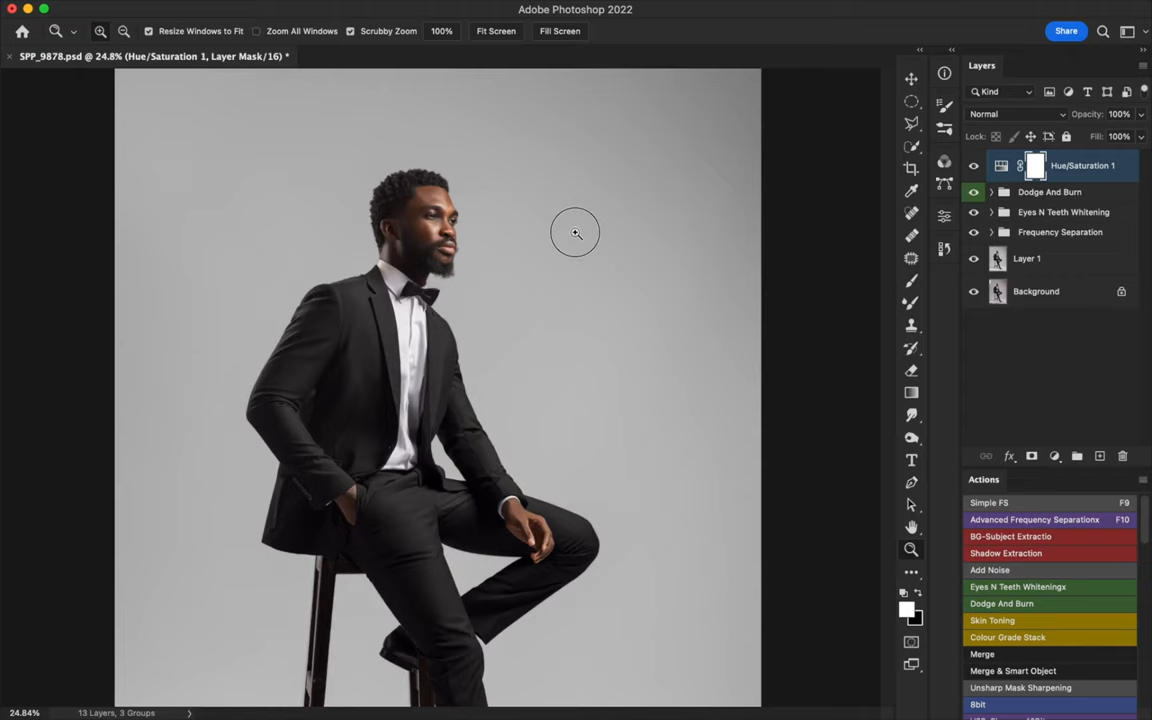 Adobe Photoshop 2022
Resize Windows to Fit
Zoom All Windows
Scrubby Zoom
100%
Fit Screen
Fill Screen
Share
SPP_9878.psd @ 24.8% (Hue/Saturation 1, Layer Mask/16) *
Layers
Kind
Normal
Opacity: 100%
Lock:
Fill: 100%
Hue/Saturation 1
Dodge And Burn
Eyes N Teeth Whitening
Frequency Separation
Layer 1
Background
fx
Actions
Simple FS F9
Advanced Frequency Separationx F10
BG-Subject Extractio
Shadow Extraction
Add Noise
Eyes N Teeth Whiteningx
Dodge And Burn
Skin Toning
Colour Grade Stack
Merge
Merge & Smart Object
Unsharp Mask Sharpening
8bit
24.84%
13 Layers, 3 Groups